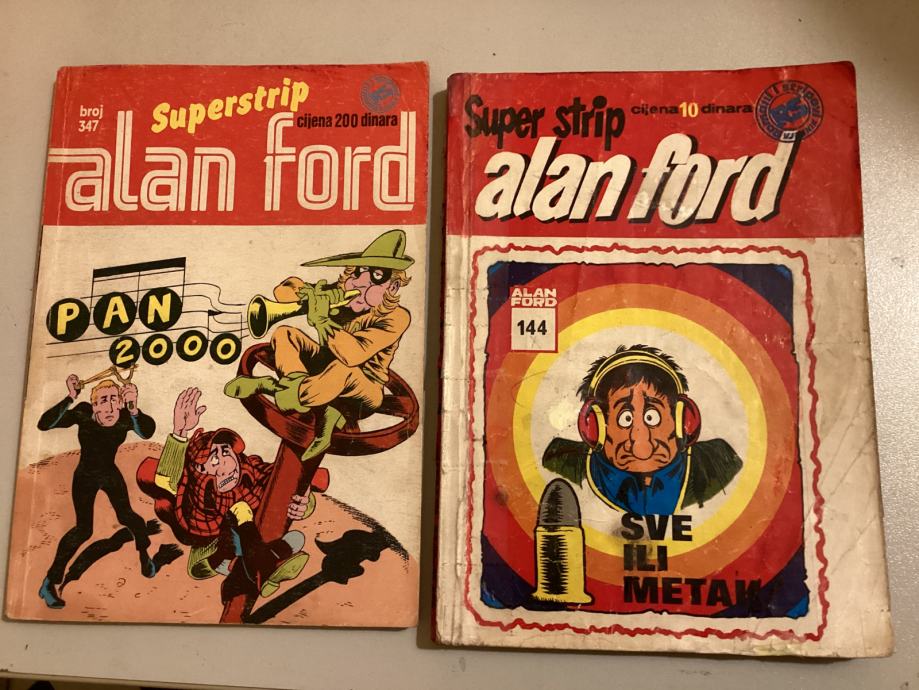 broj
347
Superstrip
cijena 200 dinara
alan ford
PAN
2000
Super strip
cijena 10 dinara
alan ford
ALAN
FORD
144
SVE
ILI
METAK